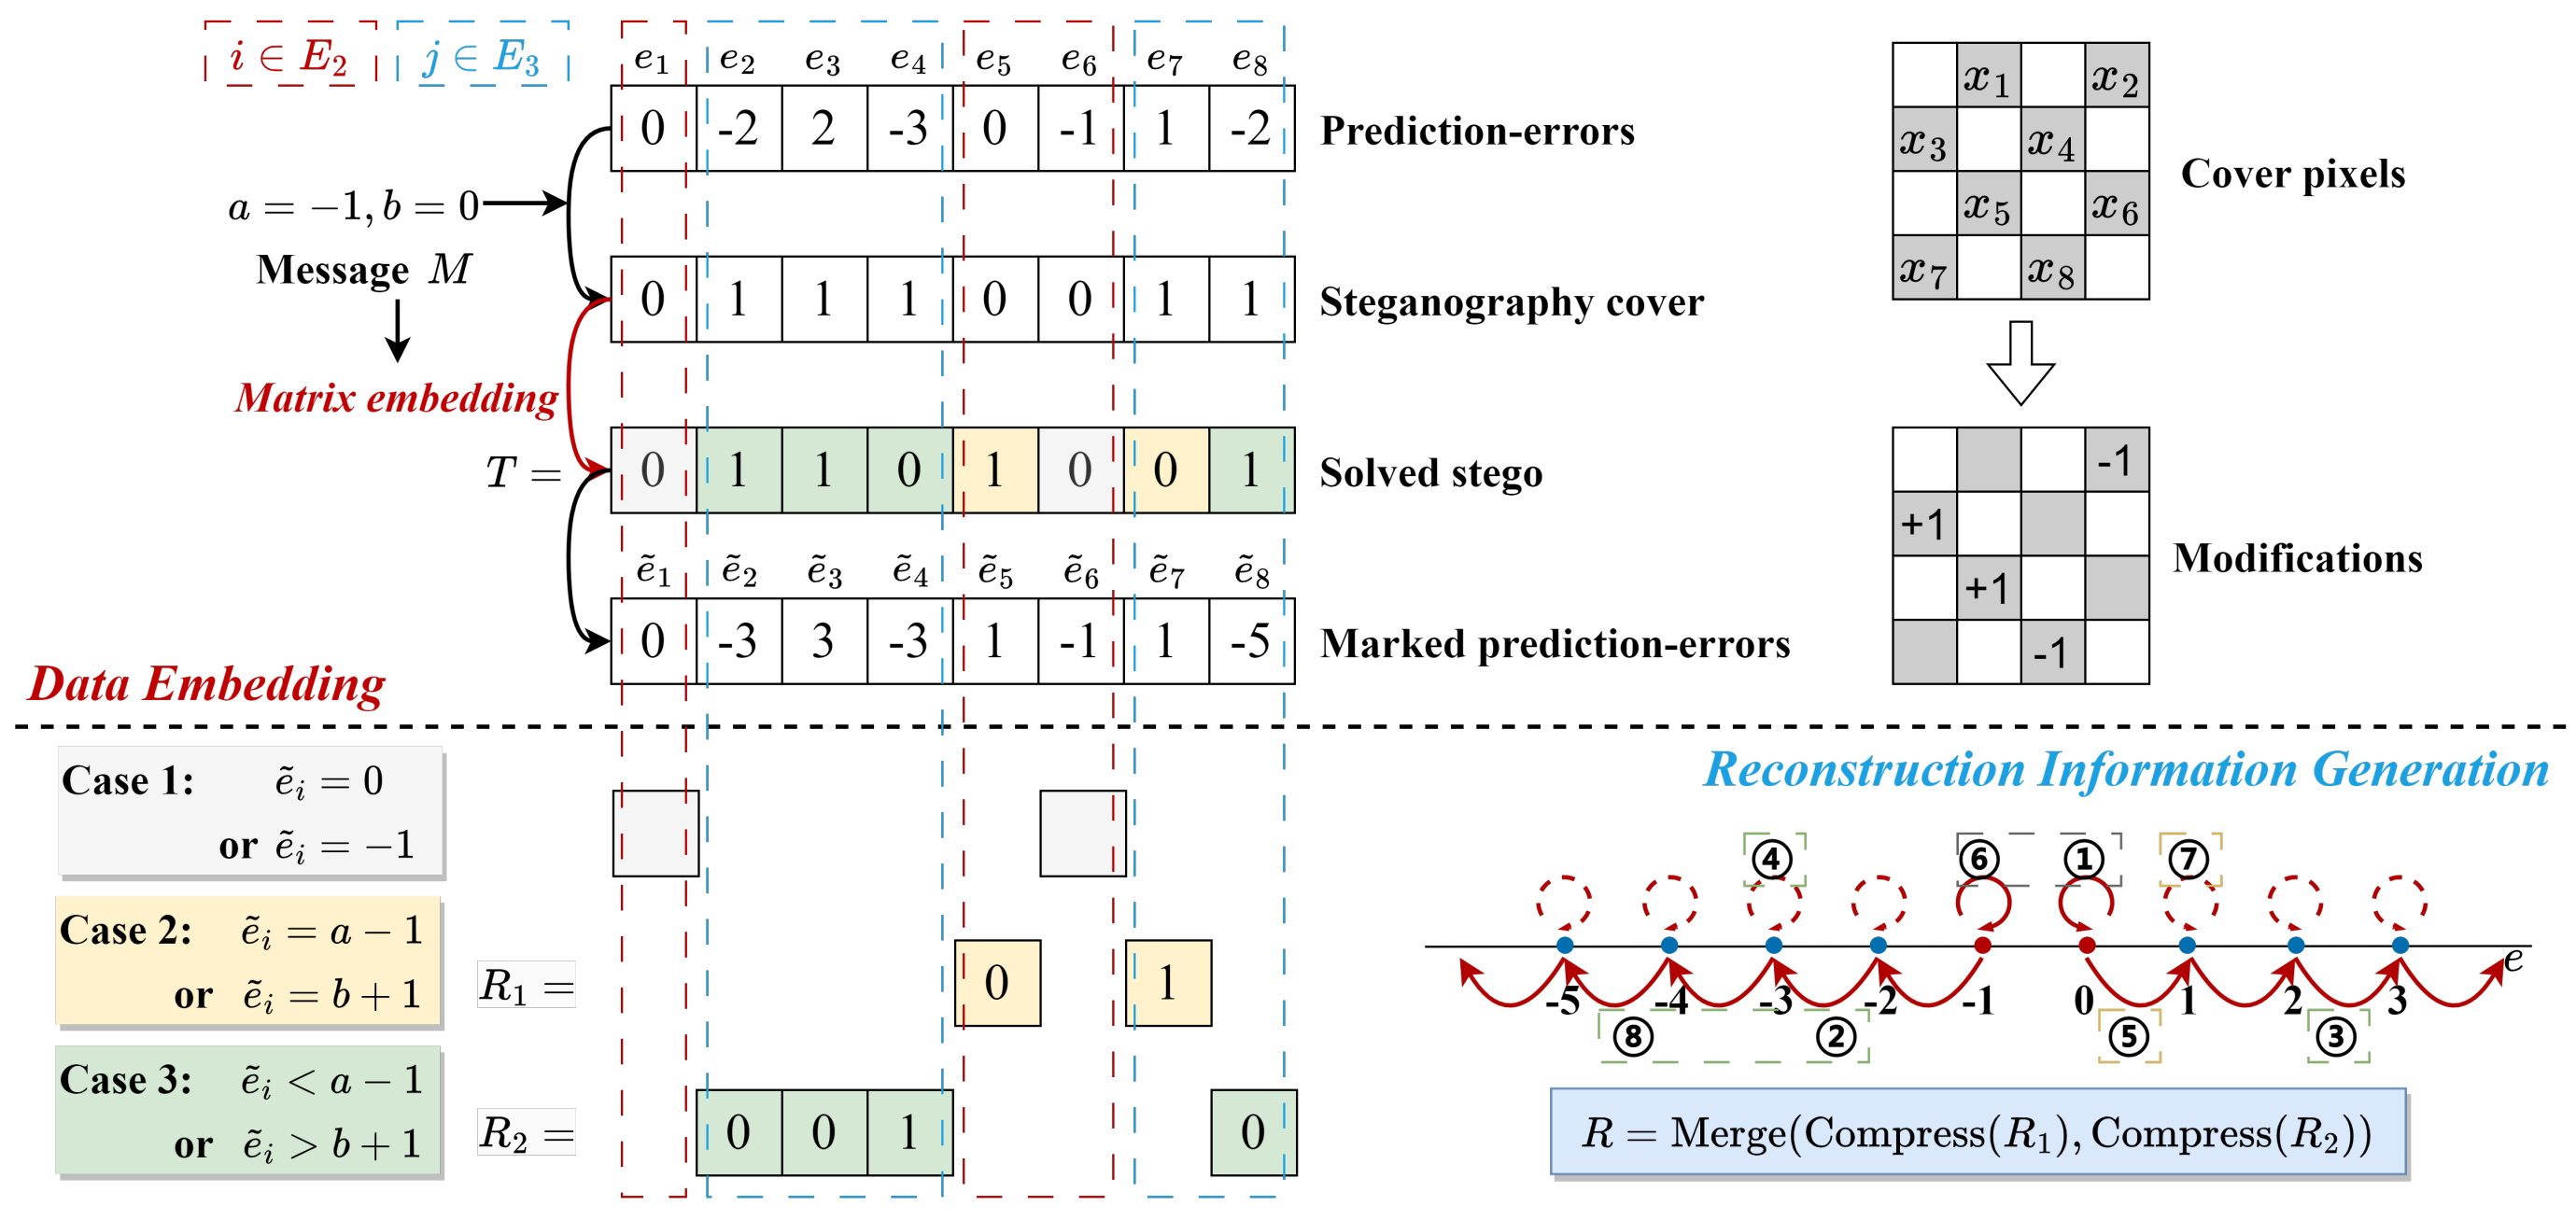 i ∈ E₂ j ∈ E₃
e₁ e₂ e₃ e₄ e₅ e₆ e₇ e₈
0 -2 2 -3 0 -1 1 -2 Prediction-errors
a = −1, b = 0
Message M
0 1 1 1 0 0 1 1 Steganography cover
Matrix embedding
T = 0 1 1 0 1 0 0 1 Solved stego
ẽ₁ ẽ₂ ẽ₃ ẽ₄ ẽ₅ ẽ₆ ẽ₇ ẽ₈
0 -3 3 -3 1 -1 1 -5 Marked prediction-errors
Data Embedding
x₁ x₂
x₃ x₄
x₅ x₆
x₇ x₈
Cover pixels
-1
+1
+1
-1
Modifications
Case 1: ẽᵢ = 0
or ẽᵢ = −1
Case 2: ẽᵢ = a − 1
or ẽᵢ = b + 1
Case 3: ẽᵢ < a − 1
or ẽᵢ > b + 1
R₁ = 0 1
R₂ = 0 0 1 0
Reconstruction Information Generation
④ ⑥ ① ⑦
e
-5 -4 -3 -2 -1 0 1 2 3
⑧ ② ⑤ ③
R = Merge(Compress(R₁), Compress(R₂))